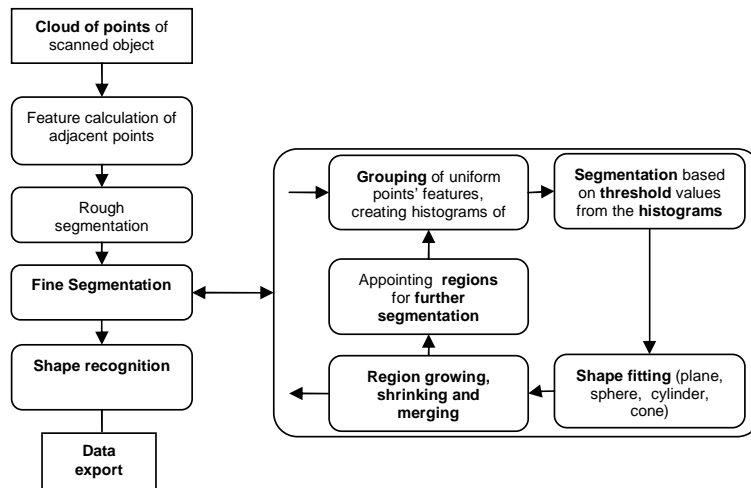 Cloud of points of
scanned object
Feature calculation of
adjacent points
Rough
segmentation
Fine Segmentation
Shape recognition
Data
export
Grouping of uniform
points' features,
creating histograms of
Segmentation based
on threshold values
from the histograms
Appointing regions
for further
segmentation
Region growing,
shrinking and
merging
Shape fitting (plane,
sphere, cylinder,
cone)